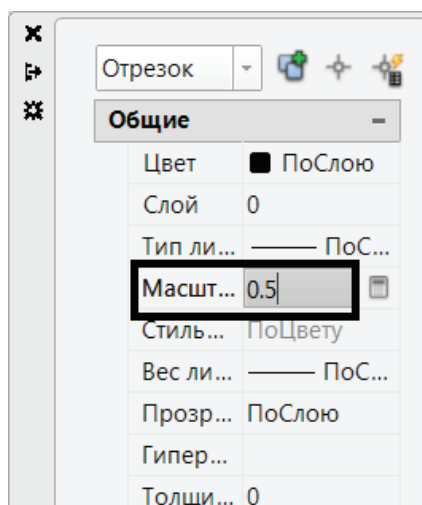 Отрезок
Общие
Цвет ПоСлою
Слой 0
Тип ли... ПоС...
Масшт... 0.5
Стиль... ПоЦвету
Вес ли... ПоС...
Прозр... ПоСлою
Гипер...
Толщи... 0